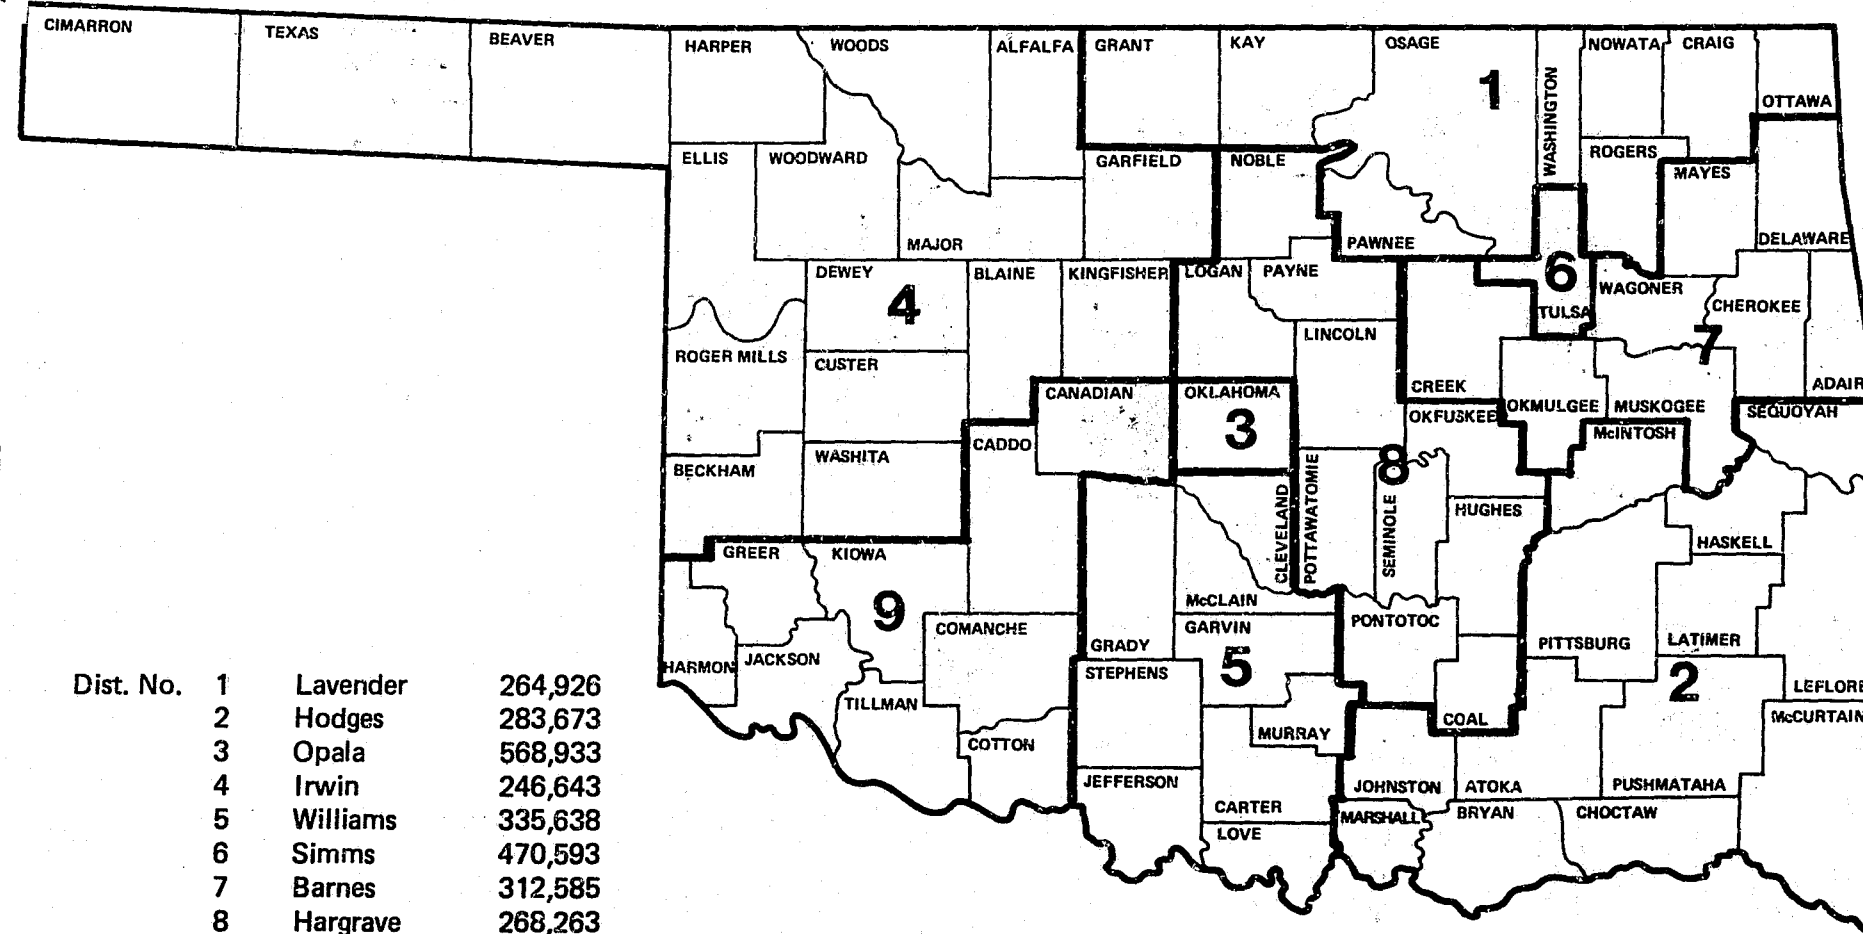 CIMARRON TEXAS BEAVER HARPER WOODS ALFALFA GRANT KAY OSAGE WASHINGTON NOWATA CRAIG
1
OTTAWA
ELLIS WOODWARD GARFIELD NOBLE ROGERS MAYES
MAJOR PAWNEE DELAWARE
DEWEY BLAINE KINGFISHER LOGAN PAYNE 6 WAGONER
4 TULSA CHEROKEE
LINCOLN
ROGER MILLS CUSTER 7
CANADIAN OKLAHOMA CREEK ADAIR
3 OKFUSKEE OKMULGEE MUSKOGEE SEQUOYAH
CADDO McINTOSH
BECKHAM WASHITA 8
CLEVELAND POTTAWATOMIE SEMINOLE HUGHES
GREER KIOWA HASKELL
9 McCLAIN
COMANCHE GARVIN PONTOTOC
HARMON JACKSON GRADY PITTSBURG LATIMER
5 2
STEPHENS LEFLORE
TILLMAN COAL McCURTAIN
COTTON MURRAY
JEFFERSON JOHNSTON ATOKA PUSHMATAHA
CARTER MARSHALL BRYAN CHOCTAW
LOVE
Dist. No. 1 Lavender 264,926
2 Hodges 283,673
3 Opala 568,933
4 Irwin 246,643
5 Williams 335,638
6 Simms 470,593
7 Barnes 312,585
8 Hargrave 268,263